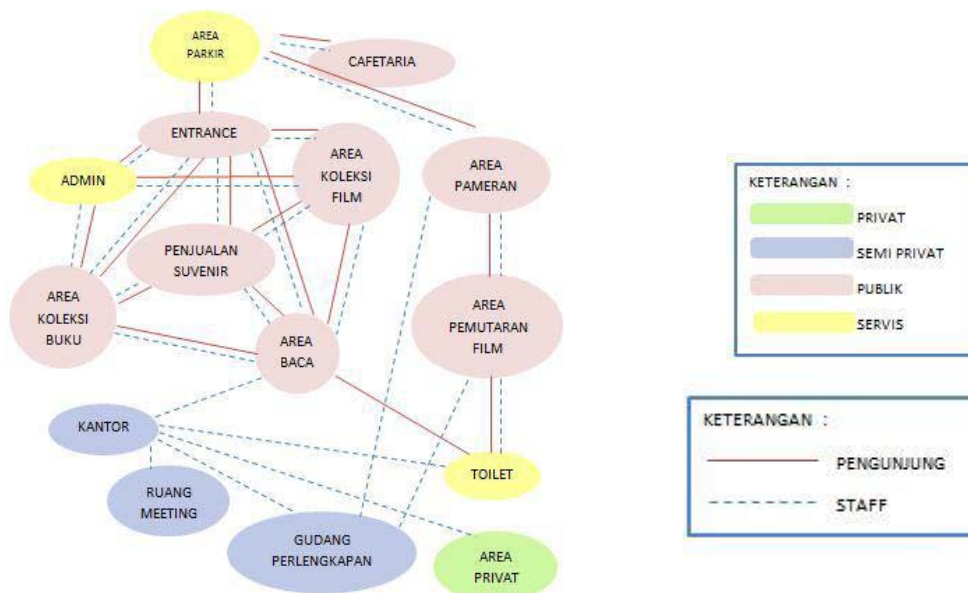 AREA
PARKIR
CAFETARIA
ENTRANCE
AREA
KOLEKSI
FILM
AREA
PAMERAN
ADMIN
PENJUALAN
SUVENIR
AREA
KOLEKSI
BUKU
AREA
BACA
AREA
PEMUTARAN
FILM
KANTOR
TOILET
RUANG
MEETING
GUDANG
PERLENGKAPAN
AREA
PRIVAT
KETERANGAN :
PRIVAT
SEMI PRIVAT
PUBLIK
SERVIS
KETERANGAN :
PENGUNJUNG
STAFF